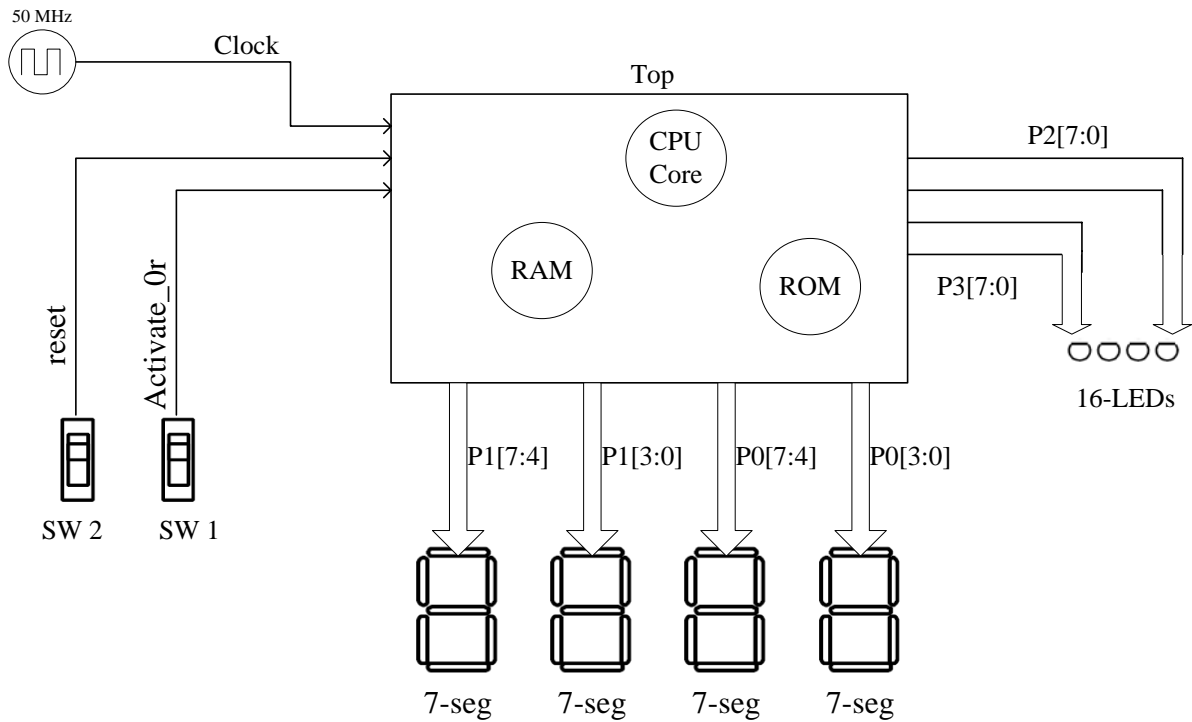 50 MHz
Clock
Top
CPU
Core
P2[7:0]
RAM
ROM
P3[7:0]
reset
Activate_0r
16-LEDs
P1[7:4]
P1[3:0]
P0[7:4]
P0[3:0]
SW 2
SW 1
7-seg
7-seg
7-seg
7-seg